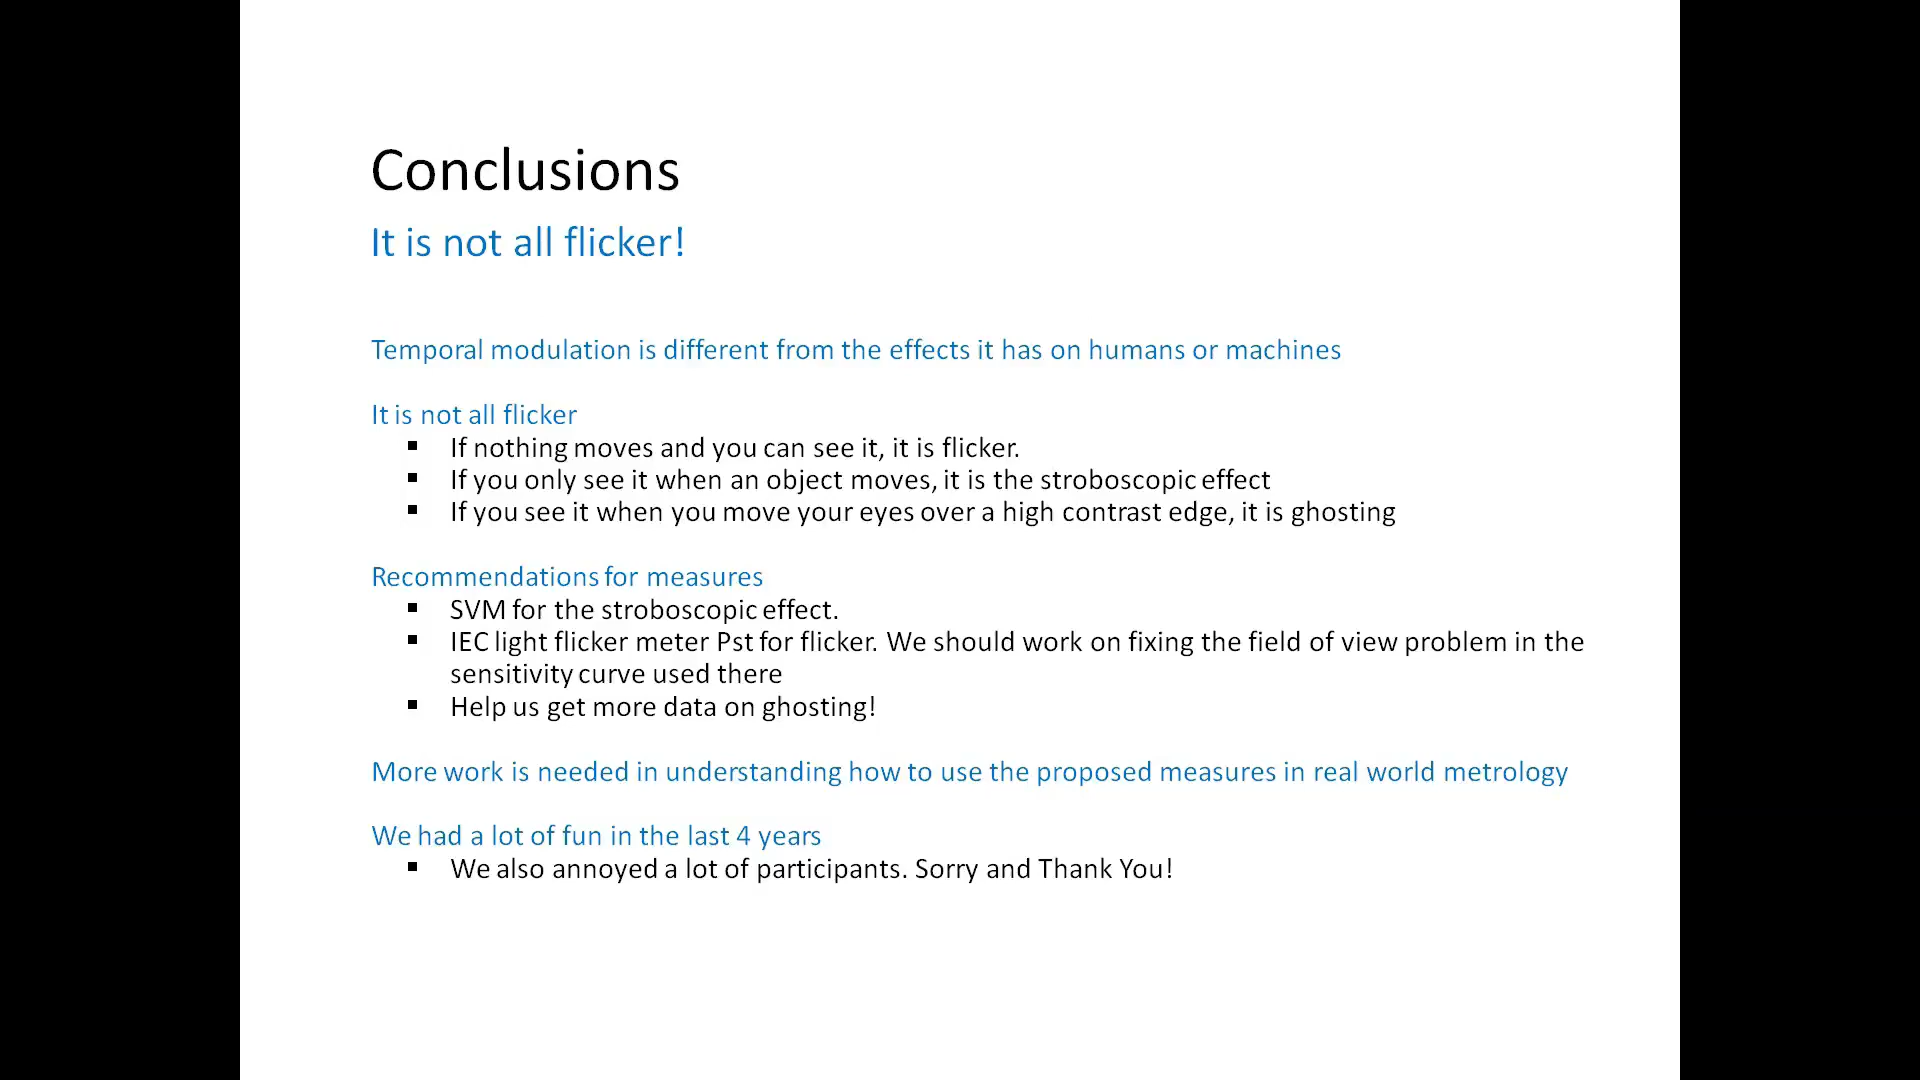 Conclusions
It is not all flicker!
Temporal modulation is different from the effects it has on humans or machines
It is not all flicker
▪ If nothing moves and you can see it, it is flicker.
▪ If you only see it when an object moves, it is the stroboscopic effect
▪ If you see it when you move your eyes over a high contrast edge, it is ghosting
Recommendations for measures
▪ SVM for the stroboscopic effect.
▪ IEC light flicker meter Pst for flicker. We should work on fixing the field of view problem in the
sensitivity curve used there
▪ Help us get more data on ghosting!
More work is needed in understanding how to use the proposed measures in real world metrology
We had a lot of fun in the last 4 years
▪ We also annoyed a lot of participants. Sorry and Thank You!